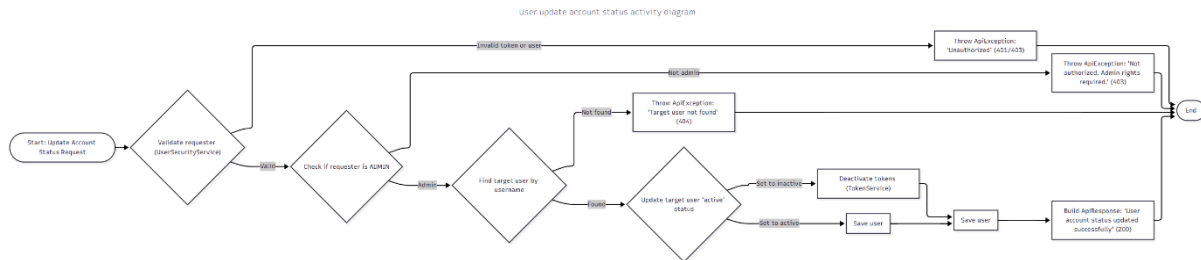 User update account status activity diagram
Invalid token or user
Throw ApiException:
'Unauthorized' (401/403)
Not admin
Throw ApiException: 'Not
authorized. Admin rights
required.' (403)
Not found
Throw ApiException:
'Target user not found'
(404)
End
Start: Update Account
Status Request
Validate requester
(UserSecurityService)
Valid
Check if requester is ADMIN
Admin
Find target user by
username
Found
Update target user 'active'
status
Set to inactive
Deactivate tokens
(TokenService)
Set to active
Save user
Save user
Build ApiResponse: 'User
account status updated
successfully' (200)